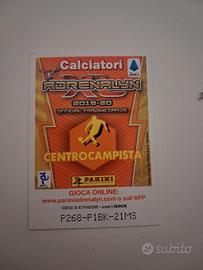 Calciatori
SERIE A
ADRENALYN
XL
2019-20
OFFICIAL TRADING CARDS
CENTROCAMPISTA
PANINI
GIOCA ONLINE:
www.paniniadrenalyn.com o sull'APP
P268-P1BK-21MS
subito